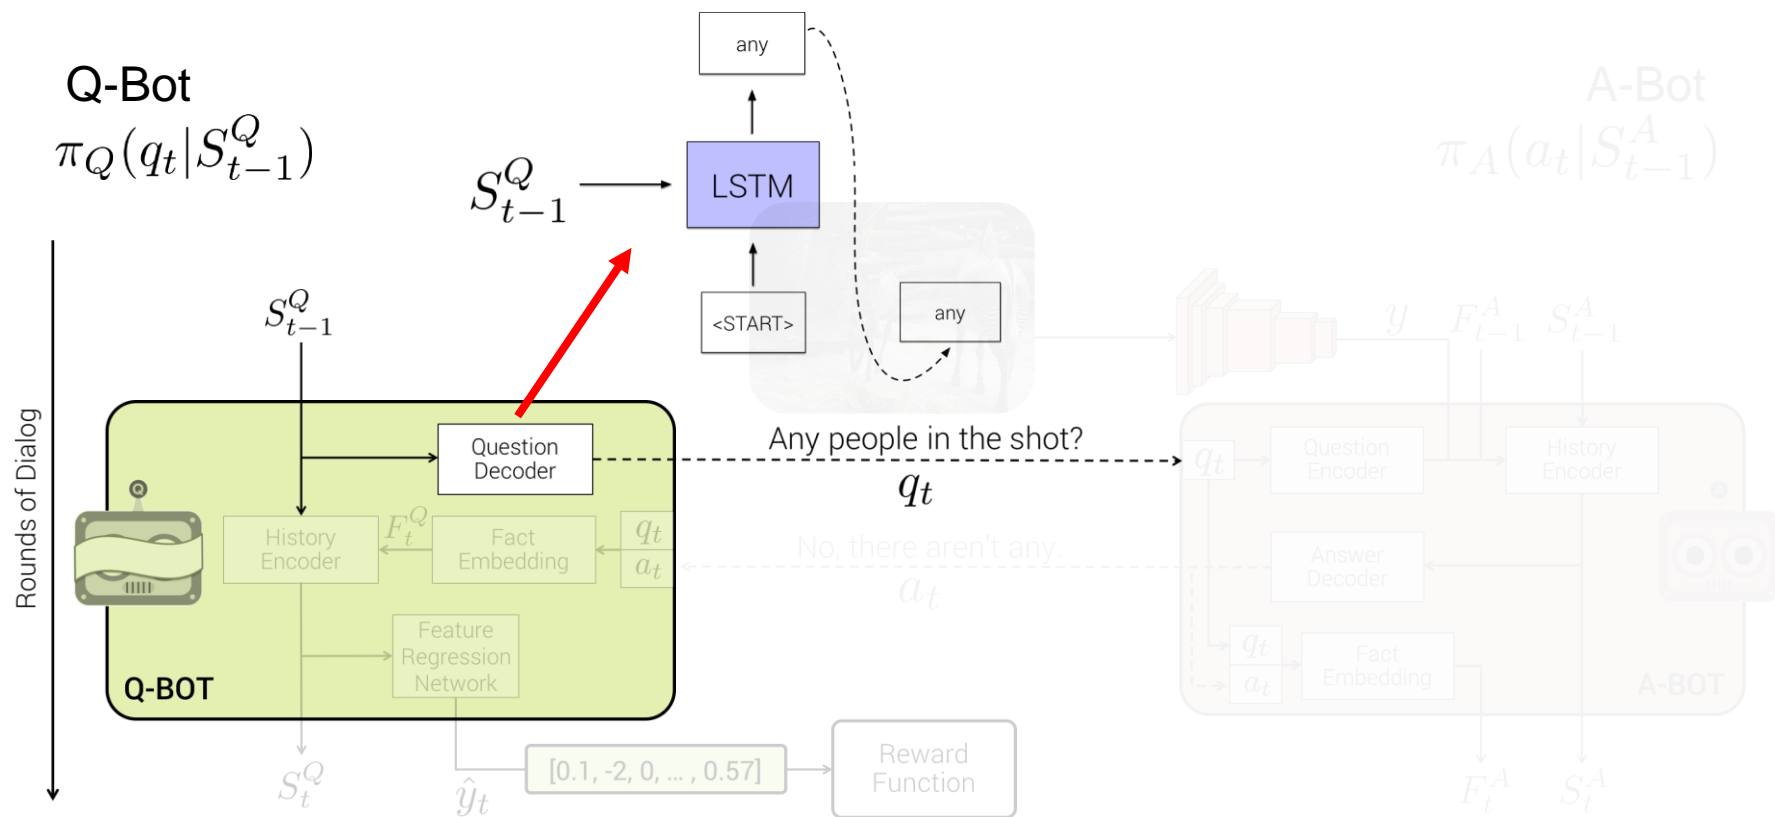 any
Q-Bot
A-Bot
π_Q(q_t|S^Q_{t-1})
π_A(a_t|S^A_{t-1})
S^Q_{t-1}
LSTM
<START>
any
S^Q_{t-1}
y
F^A_{t-1}
S^A_{t-1}
Rounds of Dialog
Question
Decoder
Any people in the shot?
q_t
q_t
Question
Encoder
History
Encoder
History
Encoder
F^Q_t
Fact
Embedding
q_t
a_t
No, there aren't any.
a_t
Answer
Decoder
Feature
Regression
Network
q_t
a_t
Fact
Embedding
Q-BOT
A-BOT
S^Q_t
ŷ_t
[0.1, -2, 0, ... , 0.57]
Reward
Function
F^A_t
S^A_t